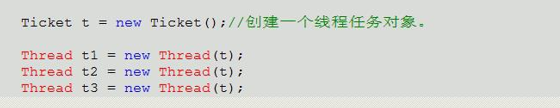 Ticket t = new Ticket();//创建一个线程任务对象。
Thread t1 = new Thread(t);
Thread t2 = new Thread(t);
Thread t3 = new Thread(t);